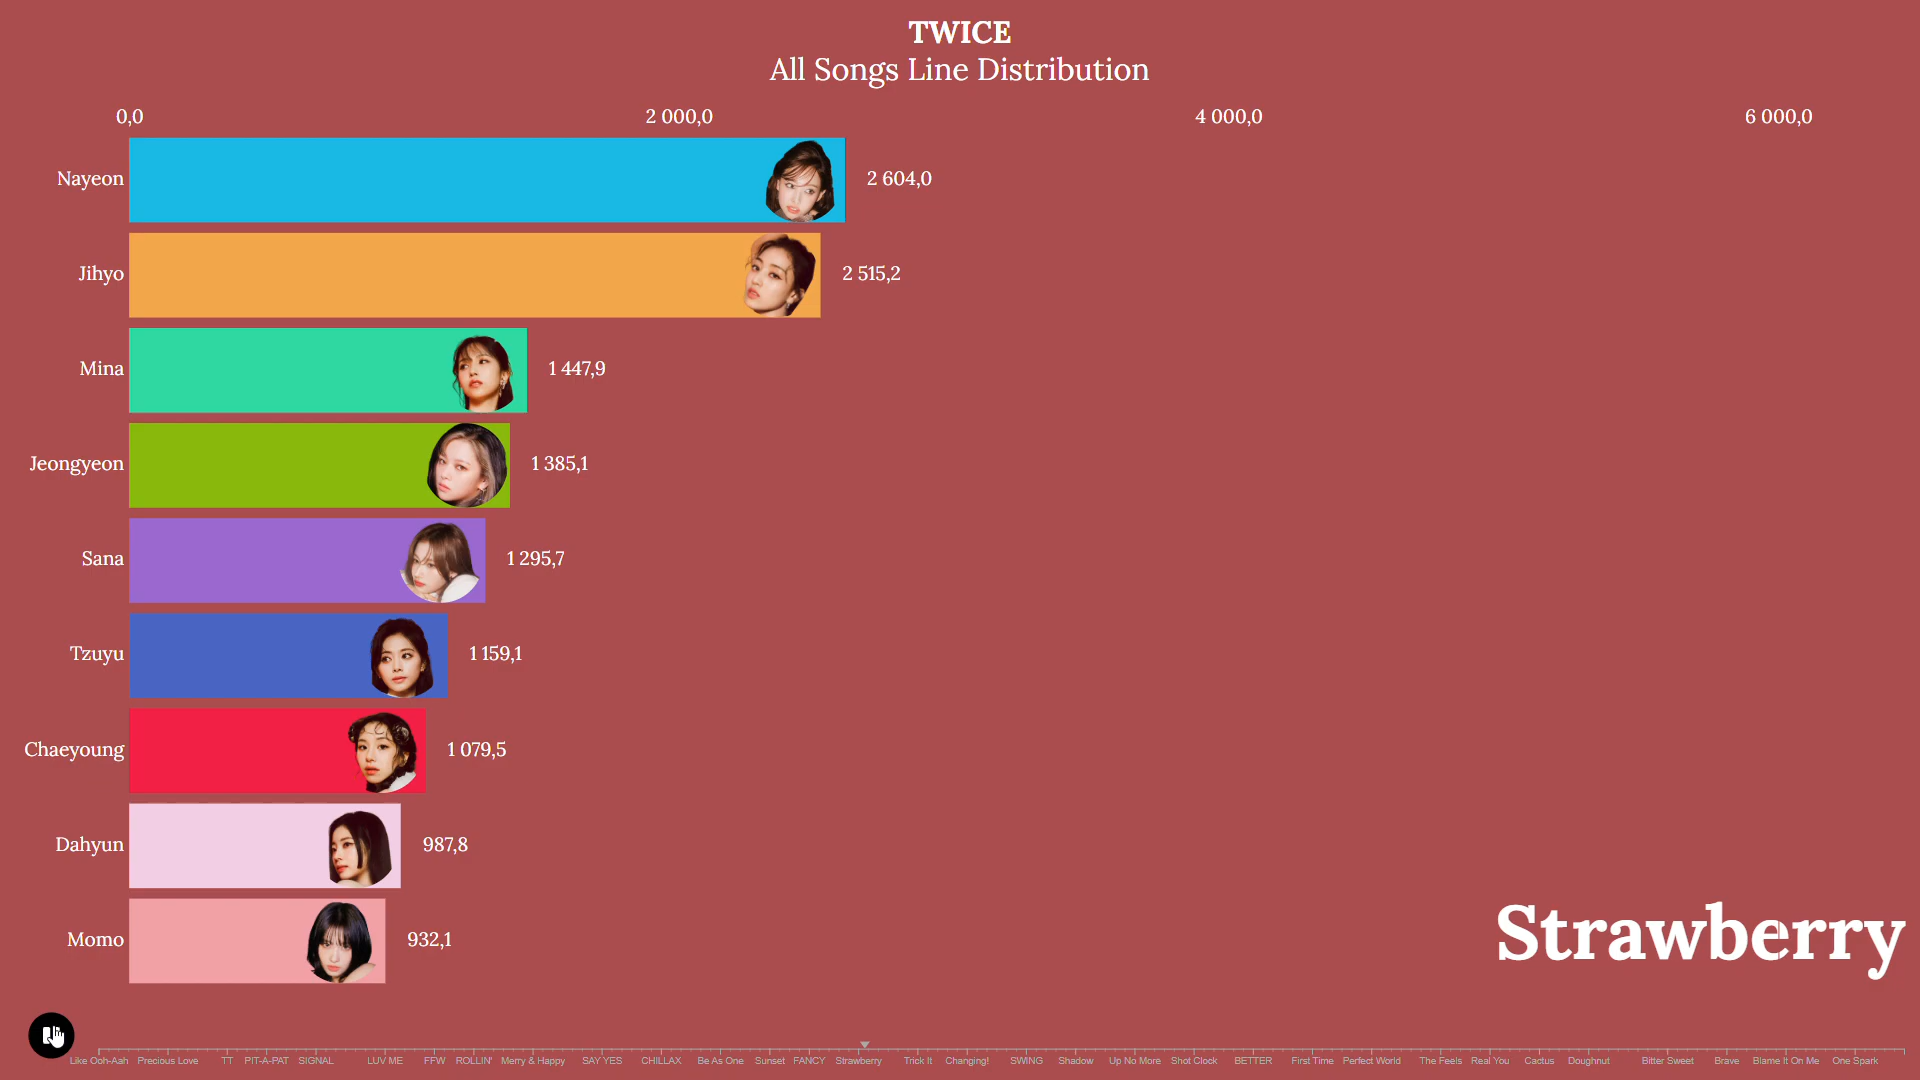 TWICE
All Songs Line Distribution
0,0 2 000,0 4 000,0 6 000,0
Nayeon 2 604,0
Jihyo 2 515,2
Mina 1 447,9
Jeongyeon 1 385,1
Sana 1 295,7
Tzuyu 1 159,1
Chaeyoung 1 079,5
Dahyun 987,8
Momo 932,1
Strawberry
Like Ooh-Aah Precious Love TT PIT-A-PAT SIGNAL LUV ME FFW ROLLIN' Merry & Happy SAY YES CHILLAX Be As One Sunset FANCY Strawberry Trick It Changing! SWING Shadow Up No More Shot Clock BETTER First Time Perfect World The Feels Real You Cactus Doughnut Bitter Sweet Brave Blame It On Me One Spark